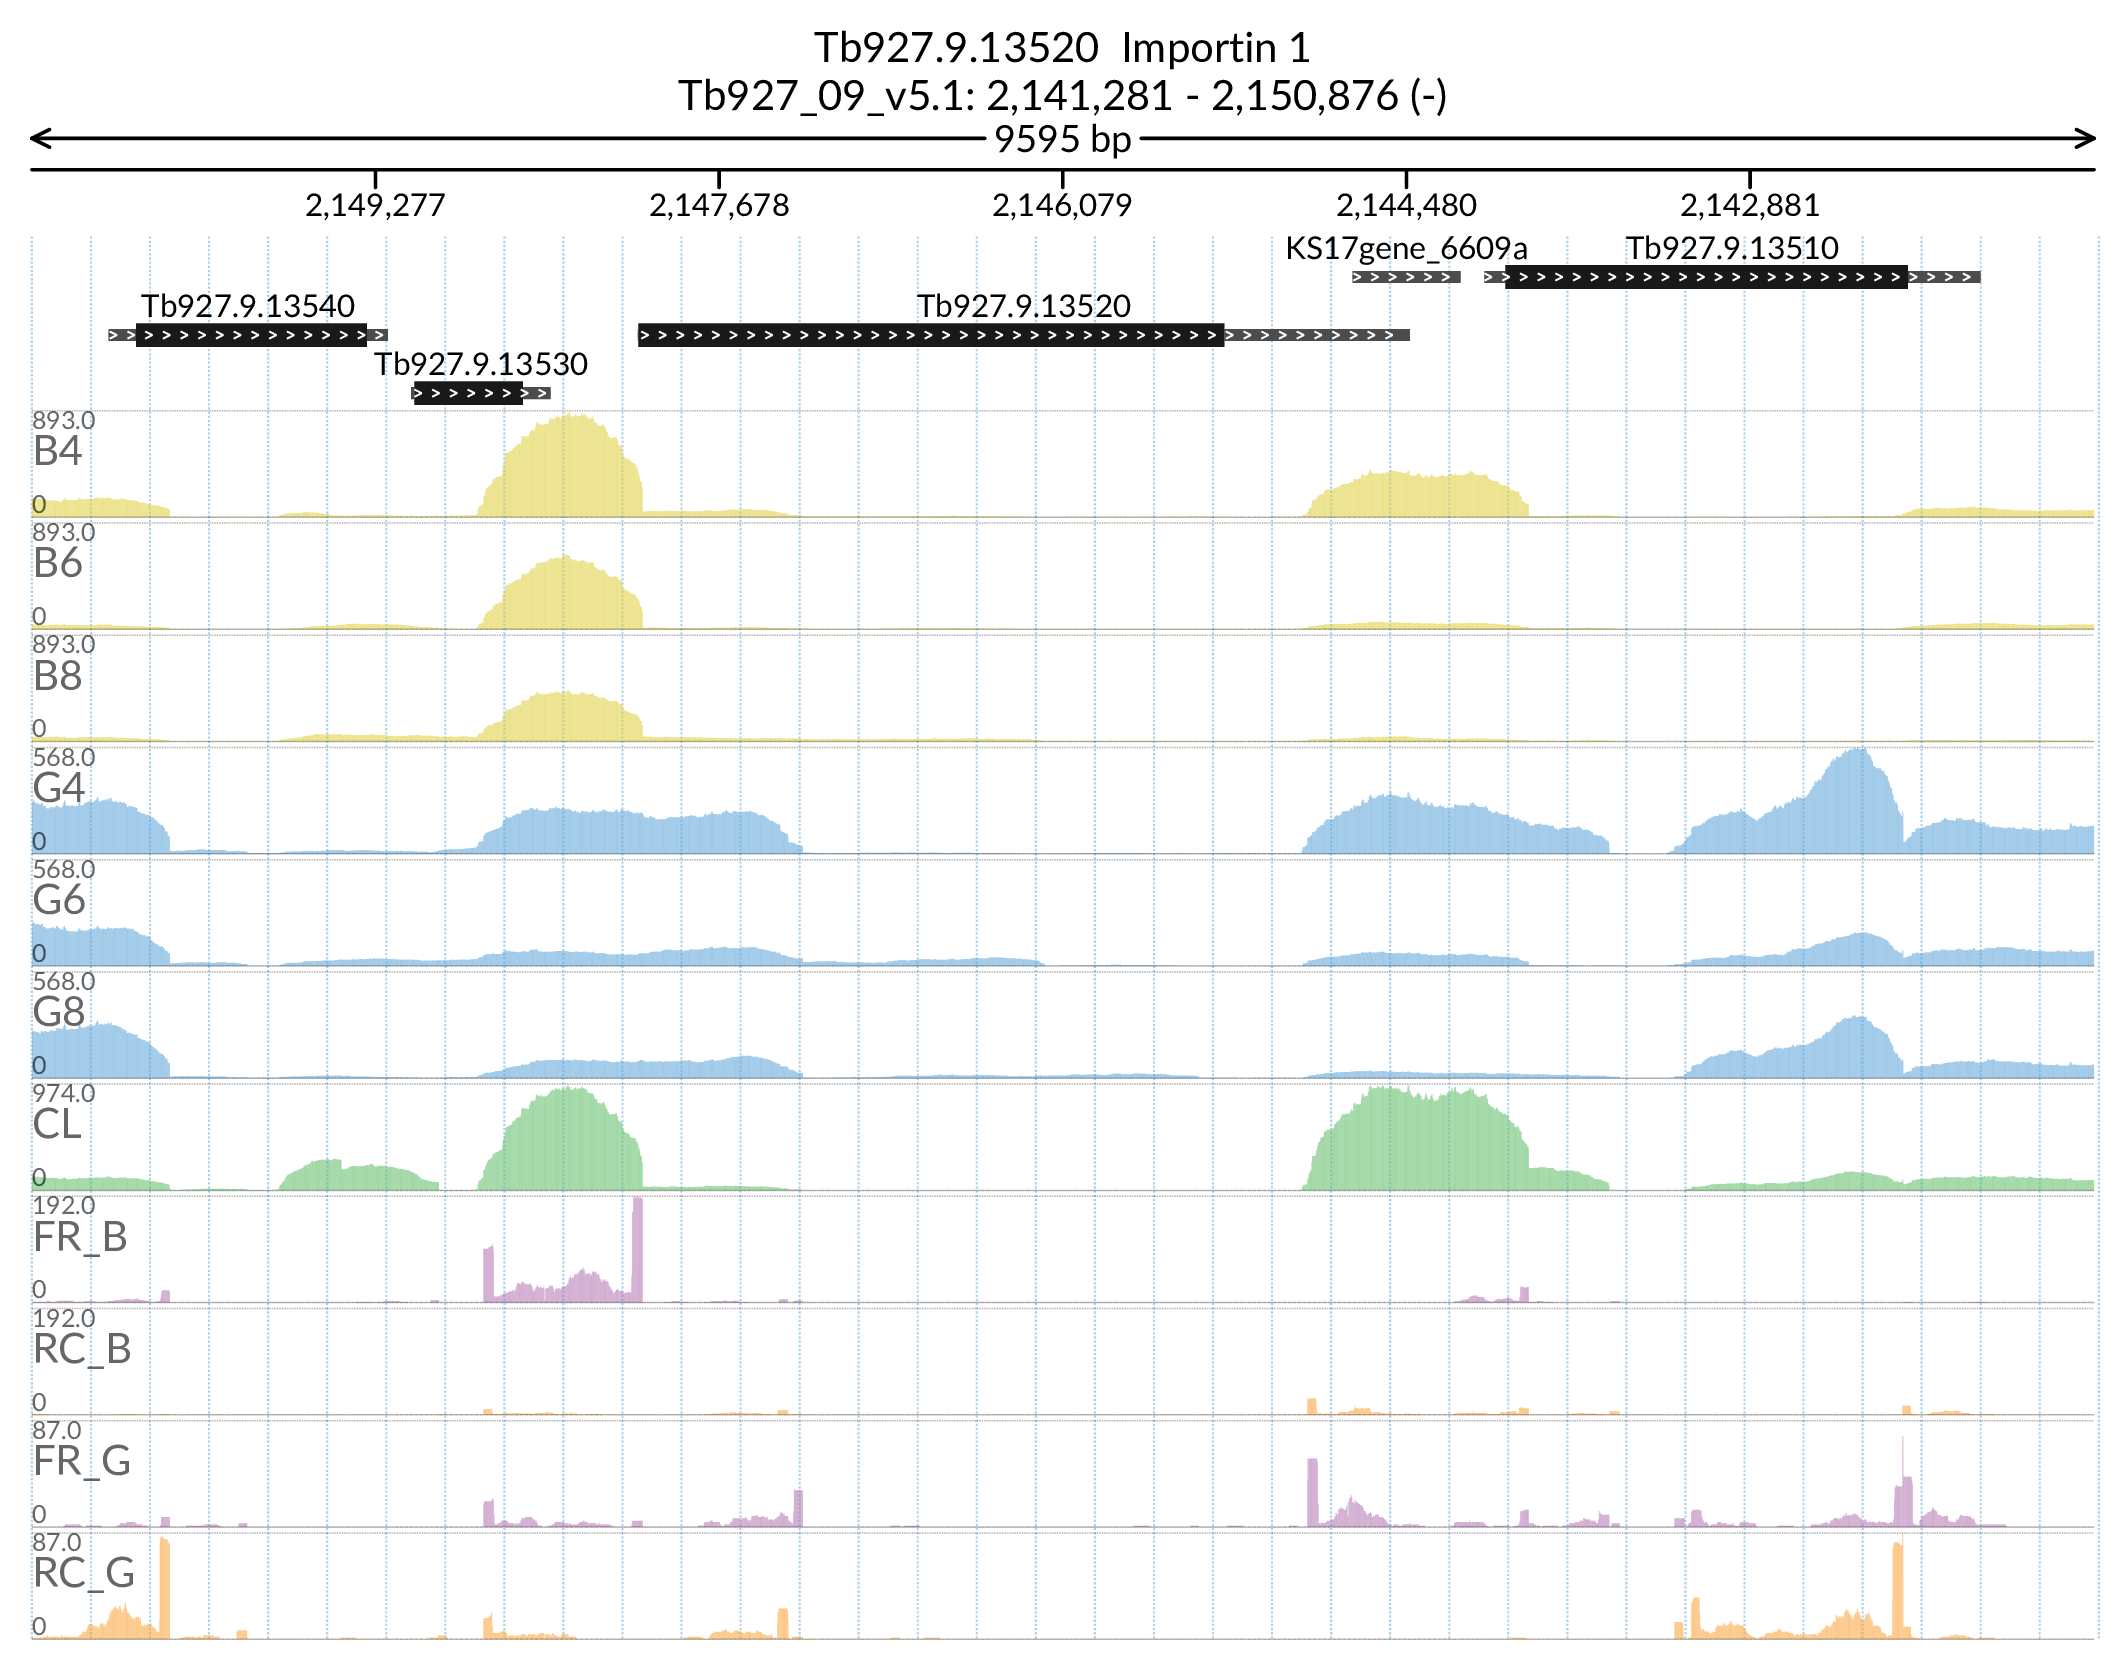 Tb927.9.13520  Importin 1
Tb927_09_v5.1: 2,141,281 - 2,150,876 (-)
9595 bp
2,149,277 2,147,678 2,146,079 2,144,480 2,142,881
KS17gene_6609a Tb927.9.13510
Tb927.9.13540 Tb927.9.13520
Tb927.9.13530
893.0
B4
0
893.0
B6
0
893.0
B8
0
568.0
G4
0
568.0
G6
0
568.0
G8
0
974.0
CL
0
192.0
FR_B
0
192.0
RC_B
0
87.0
FR_G
0
87.0
RC_G
0